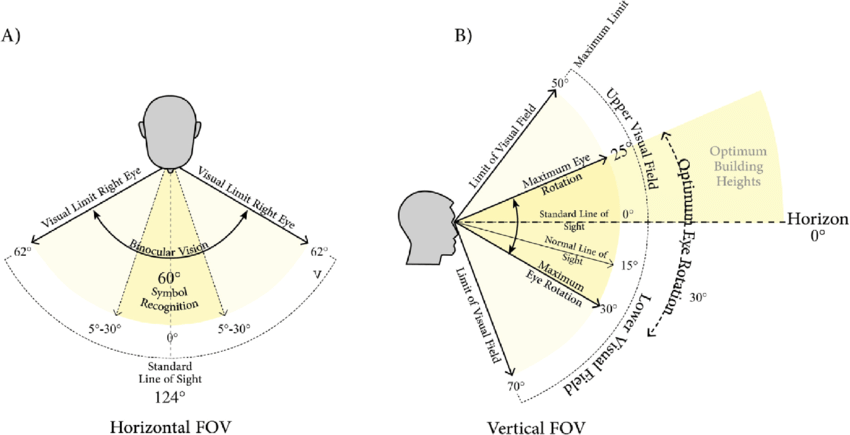 A)
Visual Limit Right Eye
Visual Limit Right Eye
62°
62°
Binocular Vision
V
60°
Symbol
Recognition
5°-30°
5°-30°
0°
Standard
Line of Sight
124°
Horizontal FOV
B)
Maximum Limit
50°
Upper Visual Field
Limit of Visual Field
25°
Maximum Eye
Rotation
Optimum
Building
Heights
Standard Line of
Sight
0°
Horizon
0°
Normal Line of
Sight
15°
Optimum Eye Rotation
Maximum
Eye Rotation
30°
30°
Limit of Visual Field
Lower Visual Field
70°
Vertical FOV